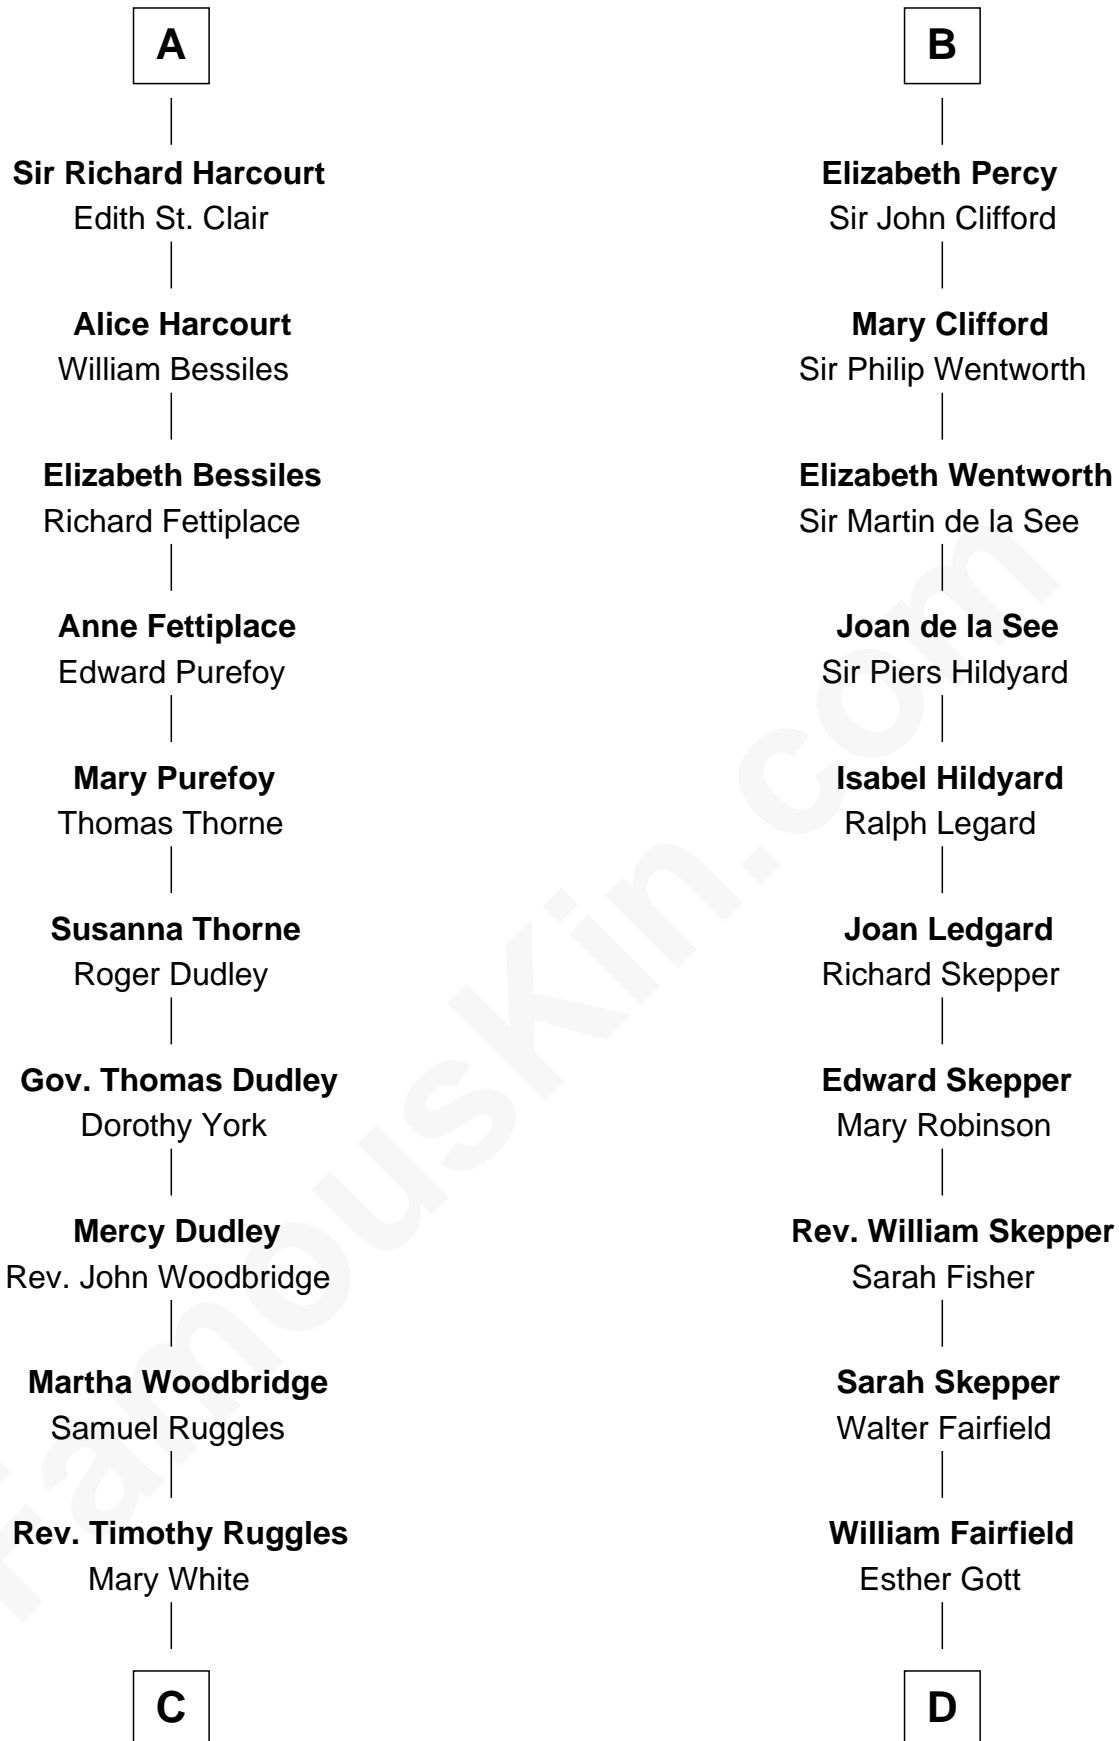 A
Sir Richard Harcourt
Edith St. Clair
Alice Harcourt
William Bessiles
Elizabeth Bessiles
Richard Fettiplace
Anne Fettiplace
Edward Purefoy
Mary Purefoy
Thomas Thorne
Susanna Thorne
Roger Dudley
Gov. Thomas Dudley
Dorothy York
Mercy Dudley
Rev. John Woodbridge
Martha Woodbridge
Samuel Ruggles
Rev. Timothy Ruggles
Mary White
C
B
Elizabeth Percy
Sir John Clifford
Mary Clifford
Sir Philip Wentworth
Elizabeth Wentworth
Sir Martin de la See
Joan de la See
Sir Piers Hildyard
Isabel Hildyard
Ralph Legard
Joan Ledgard
Richard Skepper
Edward Skepper
Mary Robinson
Rev. William Skepper
Sarah Fisher
Sarah Skepper
Walter Fairfield
William Fairfield
Esther Gott
D
FamousKin.com